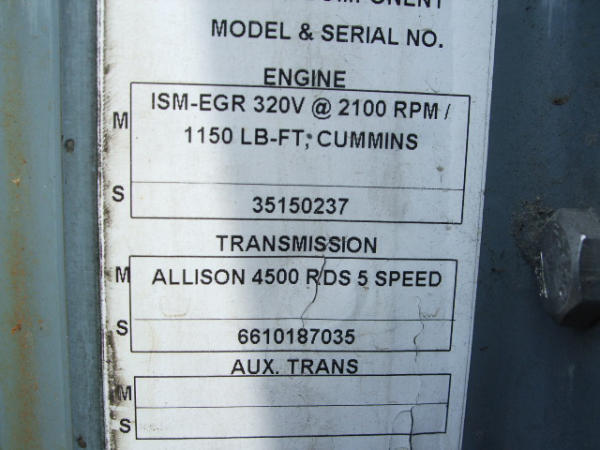 COMPONENT
MODEL & SERIAL NO.
ENGINE
M ISM-EGR 320V @ 2100 RPM /
1150 LB-FT; CUMMINS
S 35150237
TRANSMISSION
M ALLISON 4500 RDS 5 SPEED
S 6610187035
AUX. TRANS
M
S